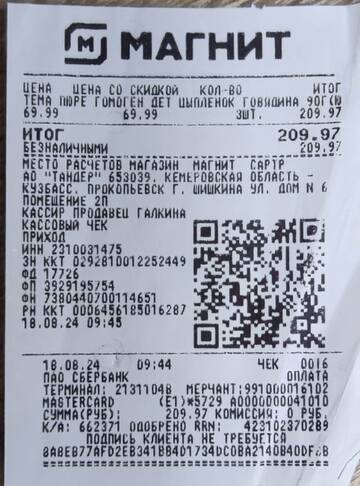 МАГНИТ
ЦЕНА ЦЕНА СО СКИДКОЙ КОЛ-ВО ИТОГ
ТЕМА ПЮРЕ ГОМОГЕН ДЕТ ЦЫПЛЕНОК ГОВЯДИНА 90Г(Ю
69.99 69.99 3ШТ. 209.97
ИТОГ 209.97
БЕЗНАЛИЧНЫМИ 209.97
МЕСТО РАСЧЕТОВ МАГАЗИН МАГНИТ САРТР
АО "ТАНДЕР" 653039, КЕМЕРОВСКАЯ ОБЛАСТЬ -
КУЗБАСС, ПРОКОПЬЕВСК Г, ШИШКИНА УЛ, ДОМ N 6
ПОМЕЩЕНИЕ 2П
КАССИР ПРОДАВЕЦ ГАЛКИНА
КАССОВЫЙ ЧЕК
ПРИХОД
ИНН 2310031475
ЗН ККТ 0292810012252449
ФД 17726
ФП 3929195754
ФН 7380440700114651
РН ККТ 0006456185016287
18.08.24 09:45
18.08.24 09:44 ЧЕК 0016
ПАО СБЕРБАНК ОПЛАТА
ТЕРМИНАЛ: 21311048 МЕРЧАНТ:991000016102
MASTERCARD (E1)*5729 A0000000041010
СУММА(РУБ): 209.97 КОМИССИЯ: 0 РУБ.
К/А: 662371 ОДОБРЕНО RRN: 423102370289
ПОДПИСЬ КЛИЕНТА НЕ ТРЕБУЕТСЯ